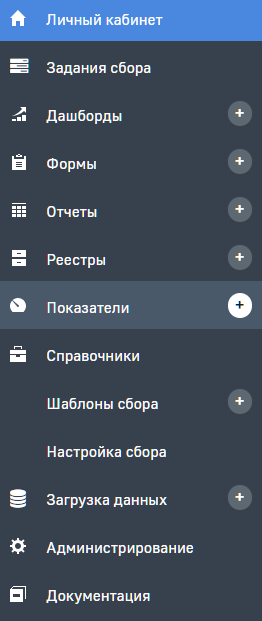 Личный кабинет
Задания сбора
Дашборды
Формы
Отчеты
Реестры
Показатели
Справочники
Шаблоны сбора
Настройка сбора
Загрузка данных
Администрирование
Документация